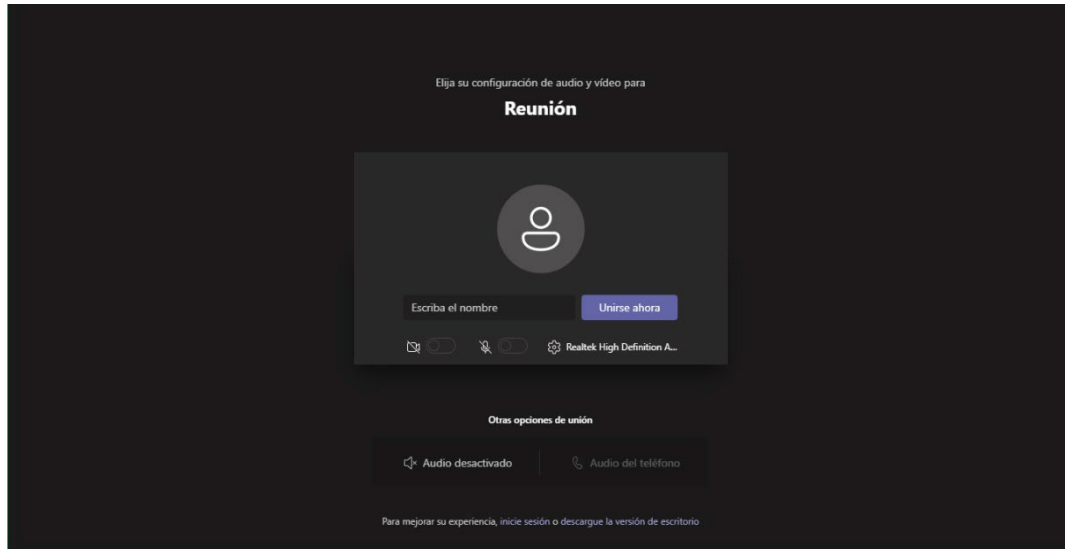 Elija su configuración de audio y vídeo para
Reunión
Escriba el nombre
Unirse ahora
Realtek High Definition A...
Otras opciones de unión
Audio desactivado
Audio del teléfono
Para mejorar su experiencia, inicie sesión o descargue la versión de escritorio